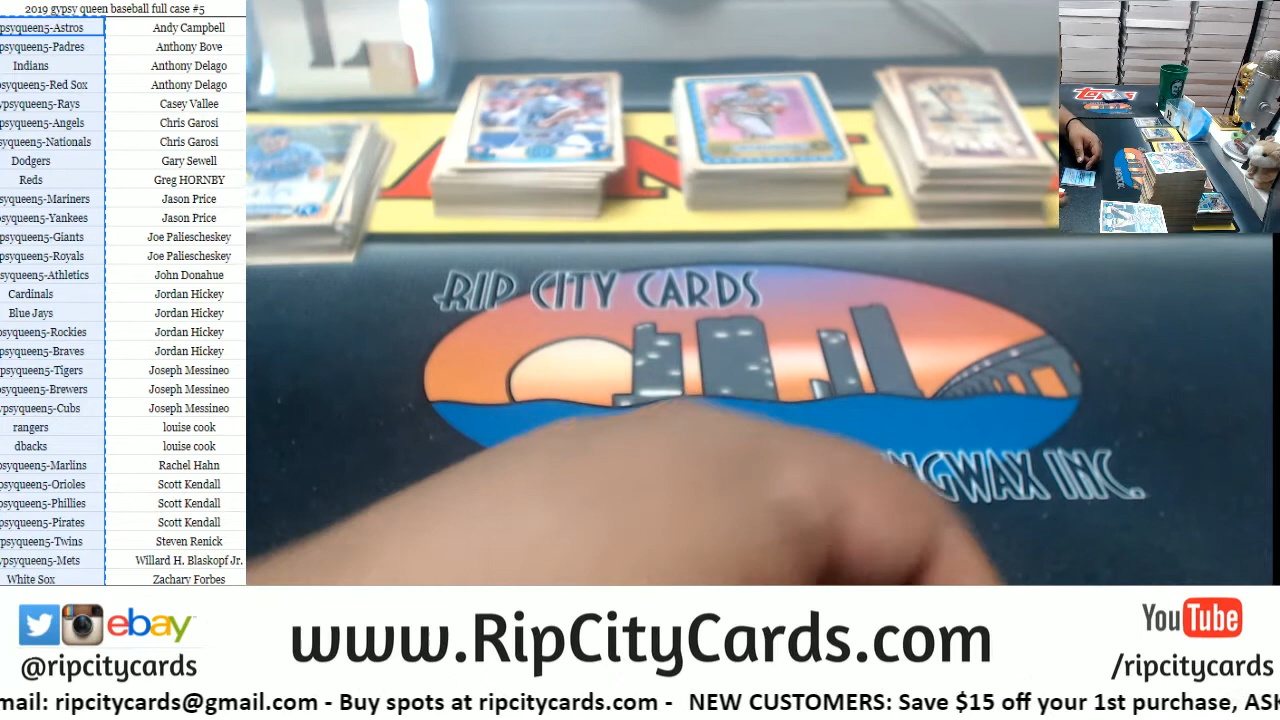 2019 gypsy queen baseball full case #5
psyqueen5-Astros Andy Campbell
psyqueen5-Padres Anthony Bove
Indians Anthony Delago
psyqueen5-Red Sox Anthony Delago
psyqueen5-Rays Casey Vallee
psyqueen5-Angels Chris Garosi
syqueen5-Nationals Chris Garosi
Dodgers Gary Sewell
Reds Greg HORNBY
syqueen5-Mariners Jason Price
syqueen5-Yankees Jason Price
psyqueen5-Giants Joe Paliescheskey
psyqueen5-Royals Joe Paliescheskey
syqueen5-Athletics John Donahue
Cardinals Jordan Hickey
Blue Jays Jordan Hickey
psyqueen5-Rockies Jordan Hickey
psyqueen5-Braves Jordan Hickey
psyqueen5-Tigers Joseph Messineo
psyqueen5-Brewers Joseph Messineo
ypsyqueen5-Cubs Joseph Messineo
rangers louise cook
dbacks louise cook
psyqueen5-Marlins Rachel Hahn
psyqueen5-Orioles Scott Kendall
psyqueen5-Phillies Scott Kendall
psyqueen5-Pirates Scott Kendall
psyqueen5-Twins Steven Renick
ypsyqueen5-Mets Willard H. Blaskopf Jr.
White Sox Zachary Forbes
Topps
RIP CITY CARDS
NGWAX INC.
ebay
@ripcitycards
www.RipCityCards.com
YouTube
/ripcitycards
mail: ripcitycards@gmail.com - Buy spots at ripcitycards.com - NEW CUSTOMERS: Save $15 off your 1st purchase, AS